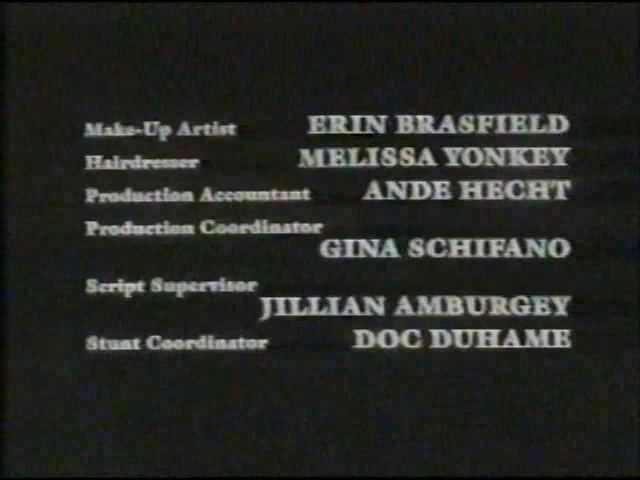 Make-Up Artist ERIN BRASFIELD
Hairdresser MELISSA YONKEY
Production Accountant ANDE HECHT
Production Coordinator
GINA SCHIFANO
Script Supervisor
JILLIAN AMBURGEY
Stunt Coordinator DOC DUHAME